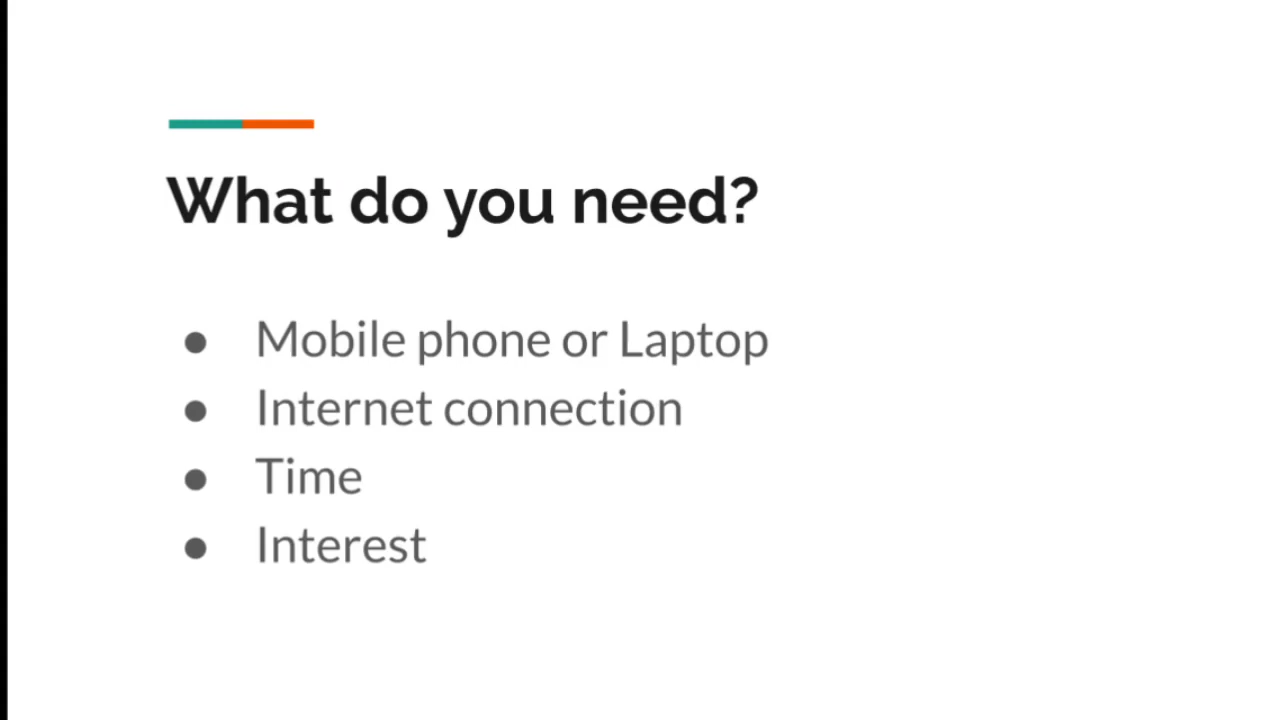 What do you need?
● Mobile phone or Laptop
● Internet connection
● Time
● Interest